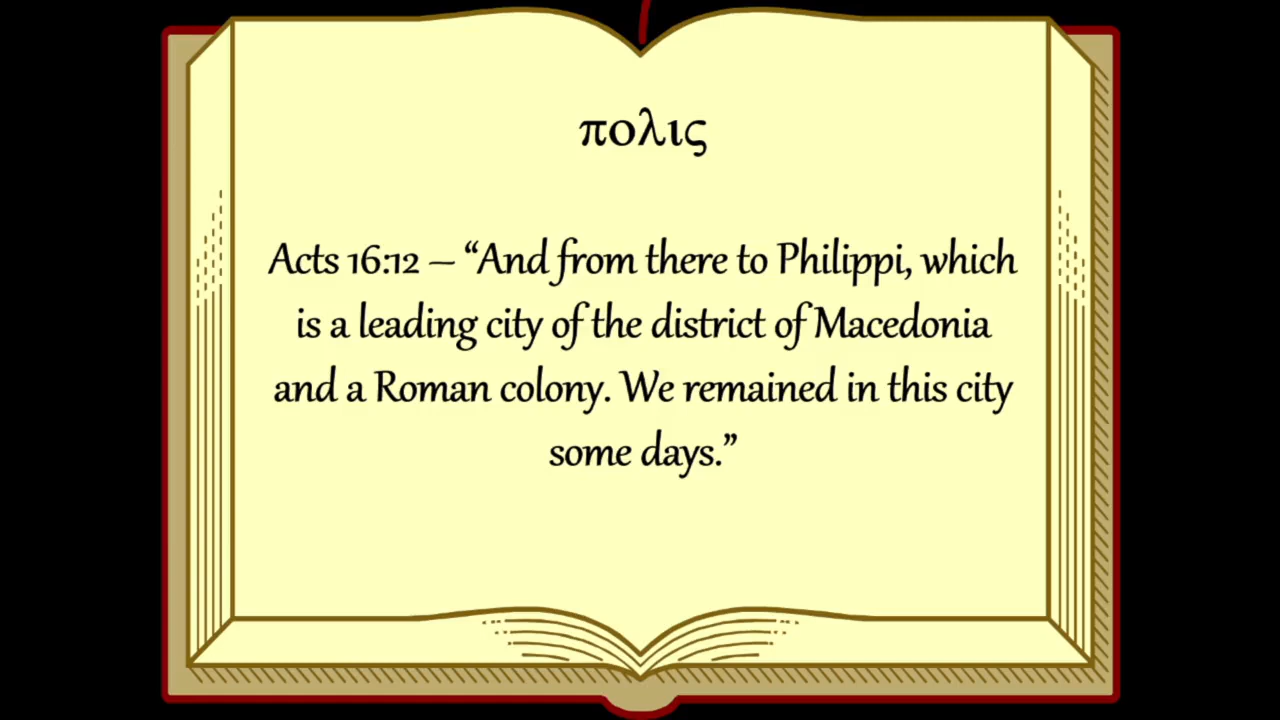 πολις
Acts 16:12 – “And from there to Philippi, which
is a leading city of the district of Macedonia
and a Roman colony. We remained in this city
some days.”